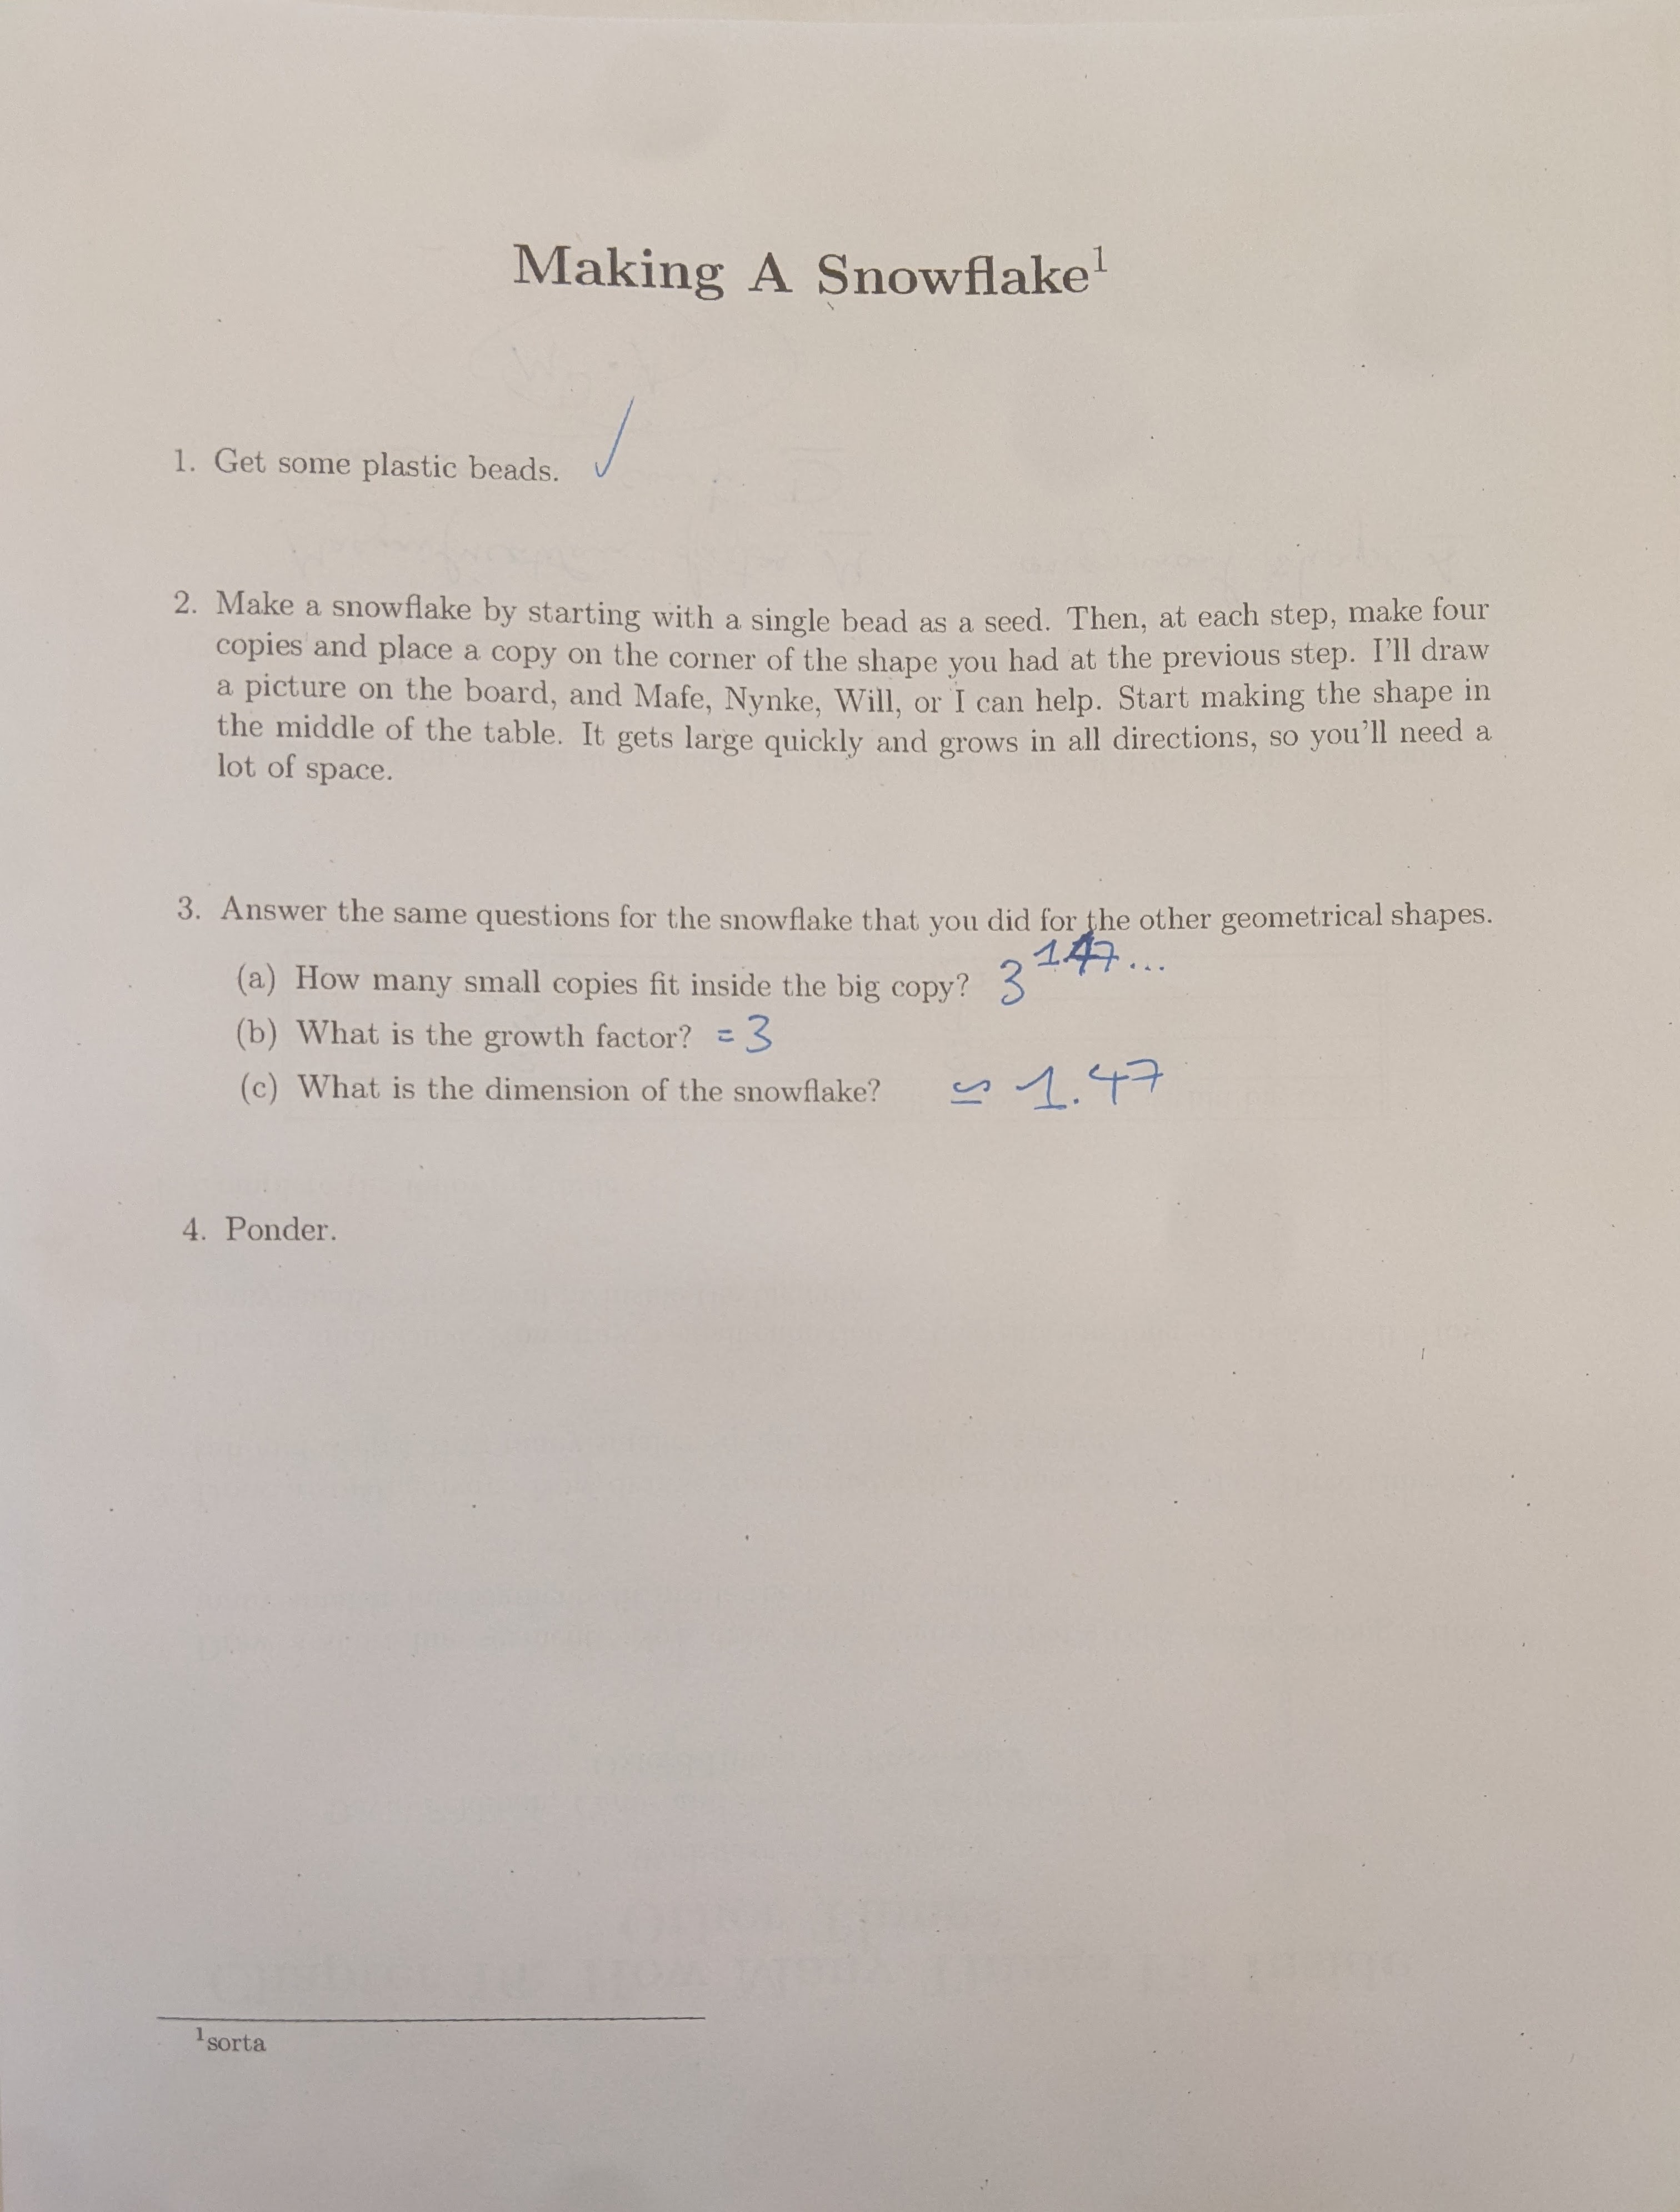 Making A Snowflake¹
1. Get some plastic beads. ✓
2. Make a snowflake by starting with a single bead as a seed. Then, at each step, make four
copies and place a copy on the corner of the shape you had at the previous step. I'll draw
a picture on the board, and Mafe, Nynke, Will, or I can help. Start making the shape in
the middle of the table. It gets large quickly and grows in all directions, so you'll need a
lot of space.
3. Answer the same questions for the snowflake that you did for the other geometrical shapes.
(a) How many small copies fit inside the big copy? 3^1.47...
(b) What is the growth factor? = 3
(c) What is the dimension of the snowflake? ≃ 1.47
4. Ponder.
¹sorta